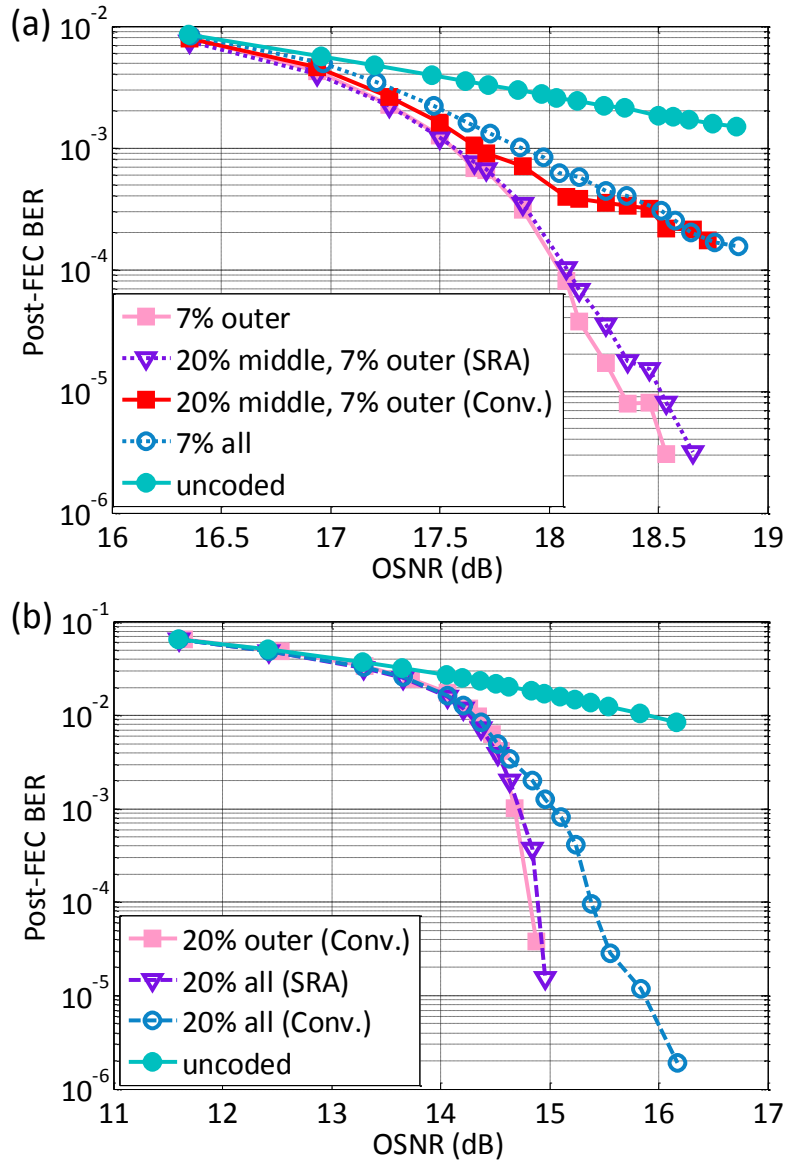 (a)
10^-2
10^-3
10^-4
10^-5
10^-6
Post-FEC BER
7% outer
20% middle, 7% outer (SRA)
20% middle, 7% outer (Conv.)
7% all
uncoded
16 16.5 17 17.5 18 18.5 19
OSNR (dB)
(b)
10^-1
10^-2
10^-3
10^-4
10^-5
10^-6
Post-FEC BER
20% outer (Conv.)
20% all (SRA)
20% all (Conv.)
uncoded
11 12 13 14 15 16 17
OSNR (dB)